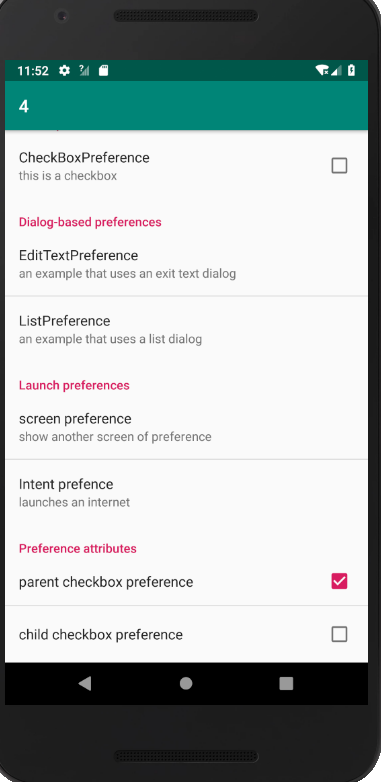 11:52
4
CheckBoxPreference
this is a checkbox
Dialog-based preferences
EditTextPreference
an example that uses an exit text dialog
ListPreference
an example that uses a list dialog
Launch preferences
screen preference
show another screen of preference
Intent prefence
launches an internet
Preference attributes
parent checkbox preference
child checkbox preference